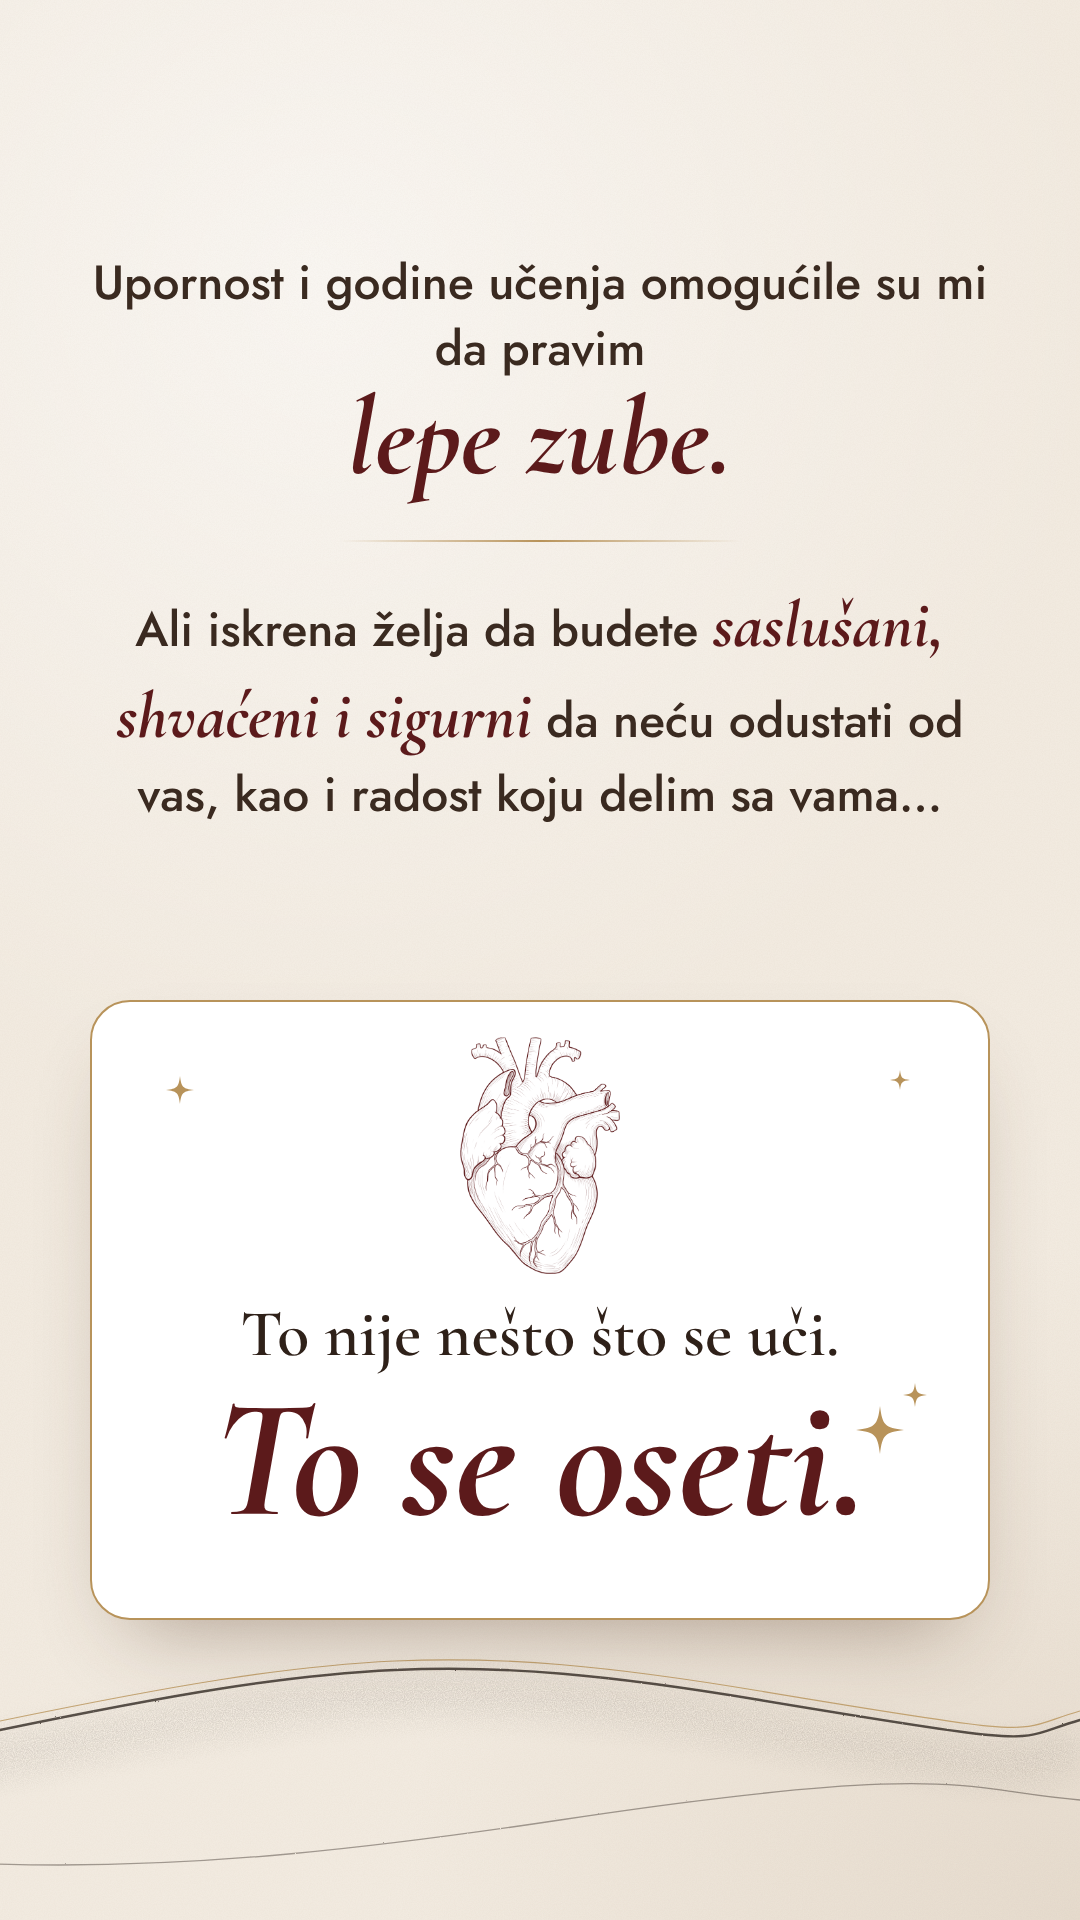 Upornost i godine učenja omogućile su mi
da pravim
lepe zube.
Ali iskrena želja da budete saslušani,
shvaćeni i sigurni da neću odustati od
vas, kao i radost koju delim sa vama...
To nije nešto što se uči.
To se oseti.